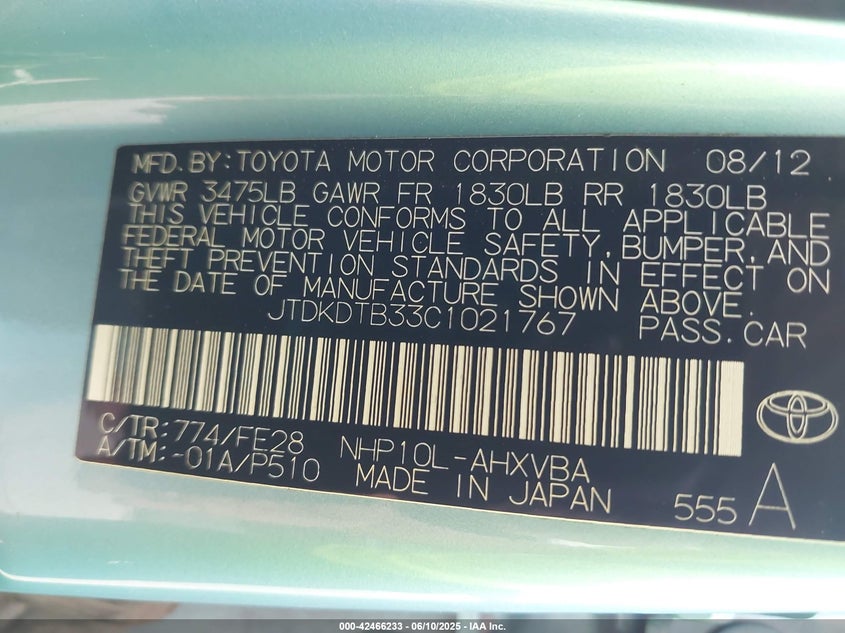 MFD.BY:TOYOTA MOTOR CORPORATION 08/12
GVWR 3475LB GAWR FR 1830LB RR 1830LB
THIS VEHICLE CONFORMS TO ALL APPLICABLE
FEDERAL MOTOR VEHICLE SAFETY, BUMPER, AND
THEFT PREVENTION STANDARDS IN EFFECT ON
THE DATE OF MANUFACTURE SHOWN ABOVE.
JTDKDTB33C1021767 PASS.CAR
C/TR:774/FE28 NHP10L-AHXVBA
A/TM:-01A/P510 MADE IN JAPAN
555 A
000-42466233 - 06/10/2025 - IAA Inc.